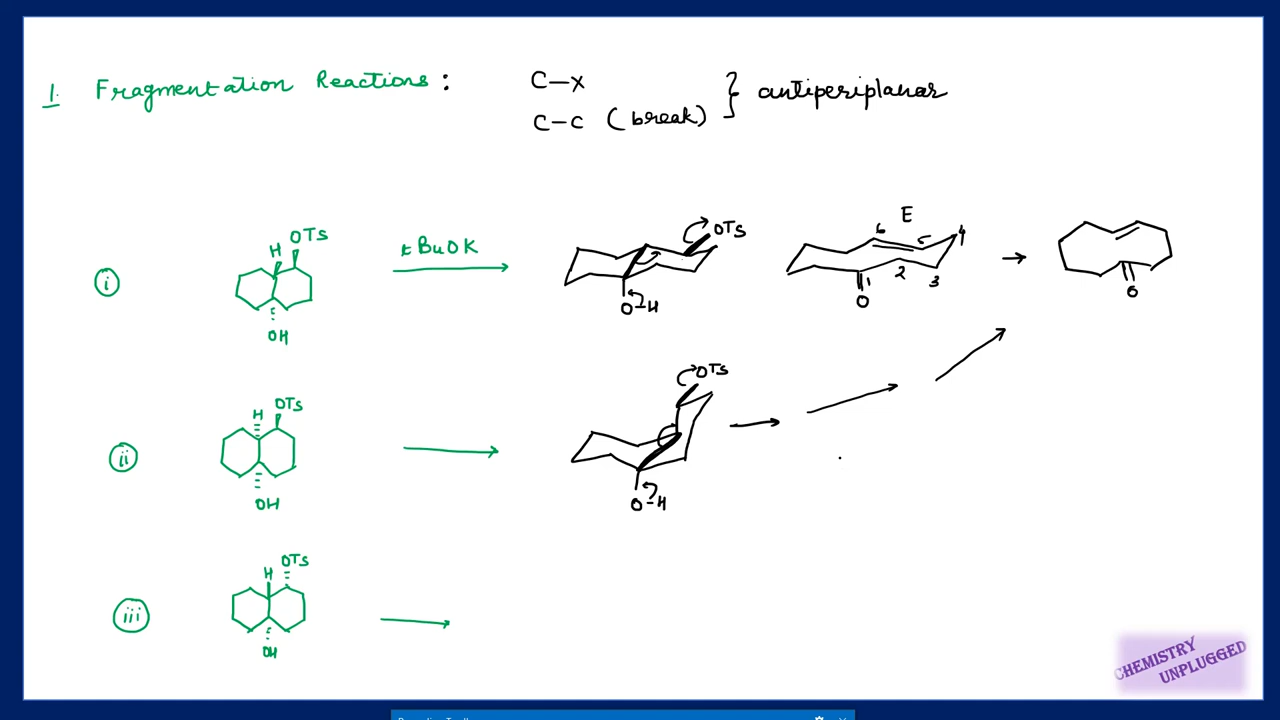 1. Fragmentation Reactions :
C–X
C–C (break)
} antiperiplanar
(i)
H OTS
OH
tBuOK
OTS
O–H
E
6 5 4
1 2 3
O
O
(ii)
H OTS
OH
OTS
O–H
(iii)
H OTS
OH
CHEMISTRY
UNPLUGGED